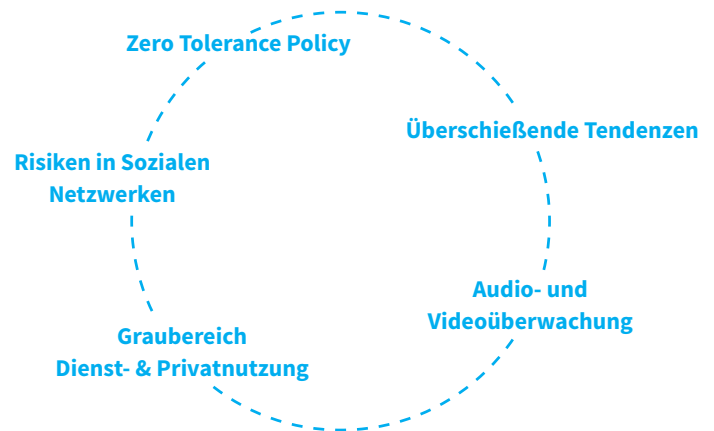 Zero Tolerance Policy
Überschießende Tendenzen
Risiken in Sozialen
Netzwerken
Audio- und
Videoüberwachung
Graubereich
Dienst- & Privatnutzung